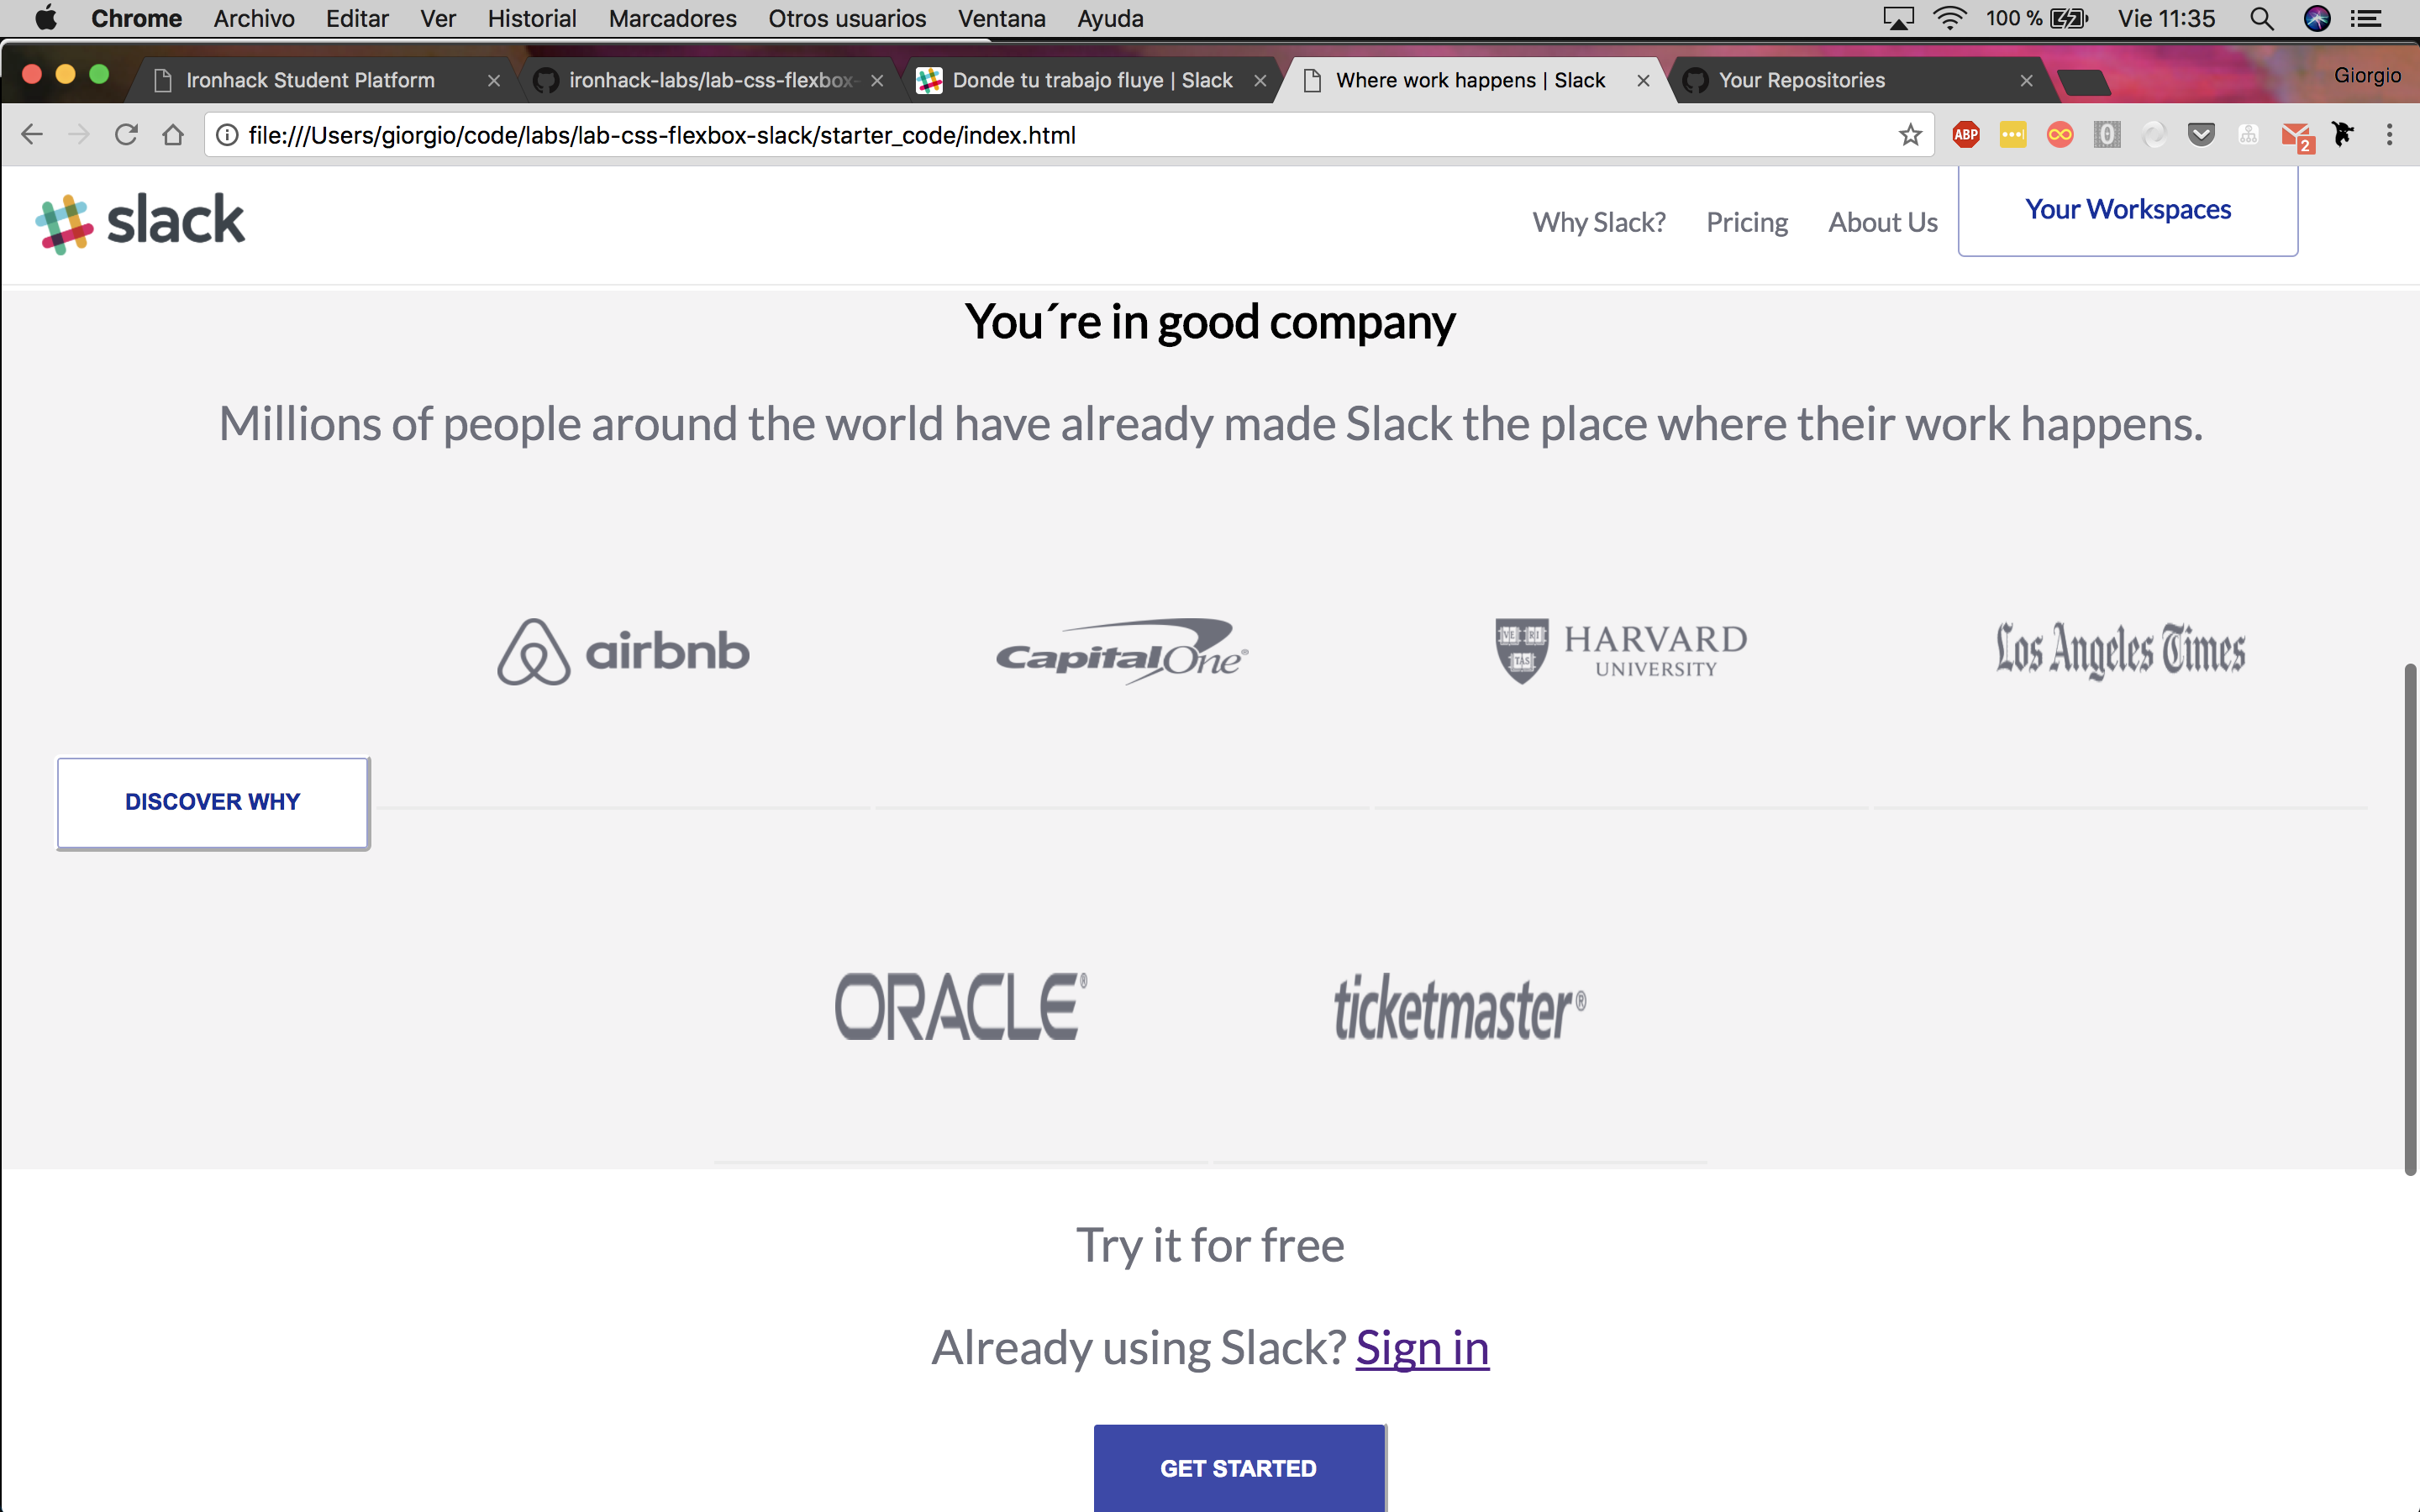 Chrome Archivo Editar Ver Historial Marcadores Otros usuarios Ventana Ayuda 100 % Vie 11:35
Ironhack Student Platform ironhack-labs/lab-css-flexbox- Donde tu trabajo fluye | Slack Where work happens | Slack Your Repositories Giorgio
file:///Users/giorgio/code/labs/lab-css-flexbox-slack/starter_code/index.html ABP 0 2
slack Why Slack? Pricing About Us Your Workspaces
You´re in good company
Millions of people around the world have already made Slack the place where their work happens.
airbnb CapitalOne® VE RI TAS HARVARD UNIVERSITY Los Angeles Times
DISCOVER WHY
ORACLE® ticketmaster®
Try it for free
Already using Slack? Sign in
GET STARTED